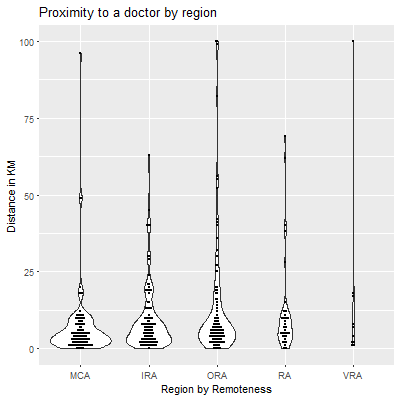 Proximity to a doctor by region
100
75
50
25
0
Distance in KM
MCA IRA ORA RA VRA
Region by Remoteness